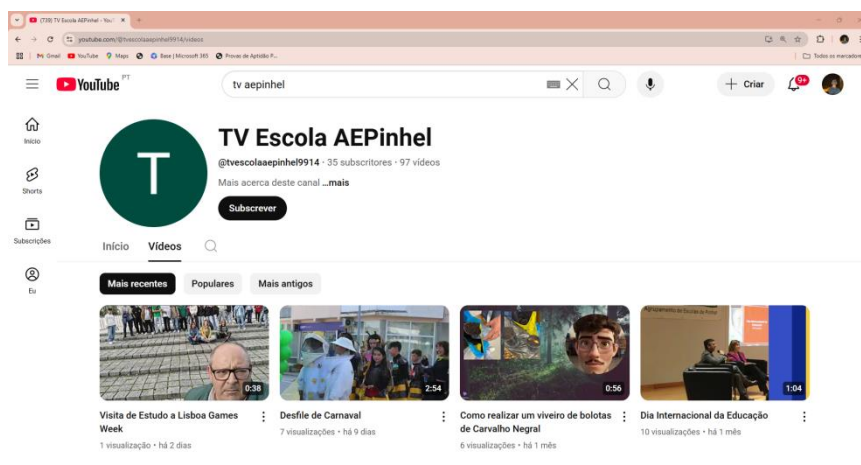 (739) TV Escola AEPinhel - You
youtube.com/@tvescolaaepinhel9914/videos
Gmail YouTube Maps Base | Microsoft 365 Provas de Aptidão P...
Todos os marcadores
YouTube PT
tv aepinhel
Criar
9+
Início
Shorts
Subscrições
Eu
T
TV Escola AEPinhel
@tvescolaaepinhel9914 · 35 subscritores · 97 vídeos
Mais acerca deste canal ...mais
Subscrever
Início Vídeos
Mais recentes Populares Mais antigos
0:38 2:54 0:56 1:04
Visita de Estudo a Lisboa Games Week
1 visualização • há 2 dias
Desfile de Carnaval
7 visualizações • há 9 dias
Como realizar um viveiro de bolotas de Carvalho Negral
6 visualizações • há 1 mês
Dia Internacional da Educação
10 visualizações • há 1 mês